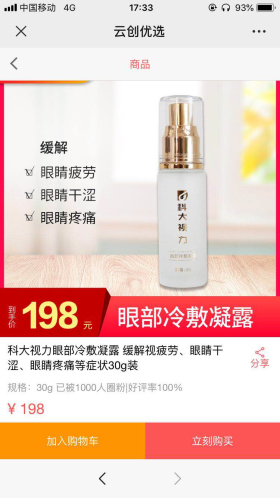 中国移动 4G 17:33 93%
云创优选
商品
缓解
眼睛疲劳
眼睛干涩
眼睛疼痛
科大视力
到手价 198元
眼部冷敷凝露
科大视力眼部冷敷凝露 缓解视疲劳、眼睛干
涩、眼睛疼痛等症状30g装
分享
规格：30g 已被1000人圈粉|好评率100%
¥ 198
加入购物车
立刻购买